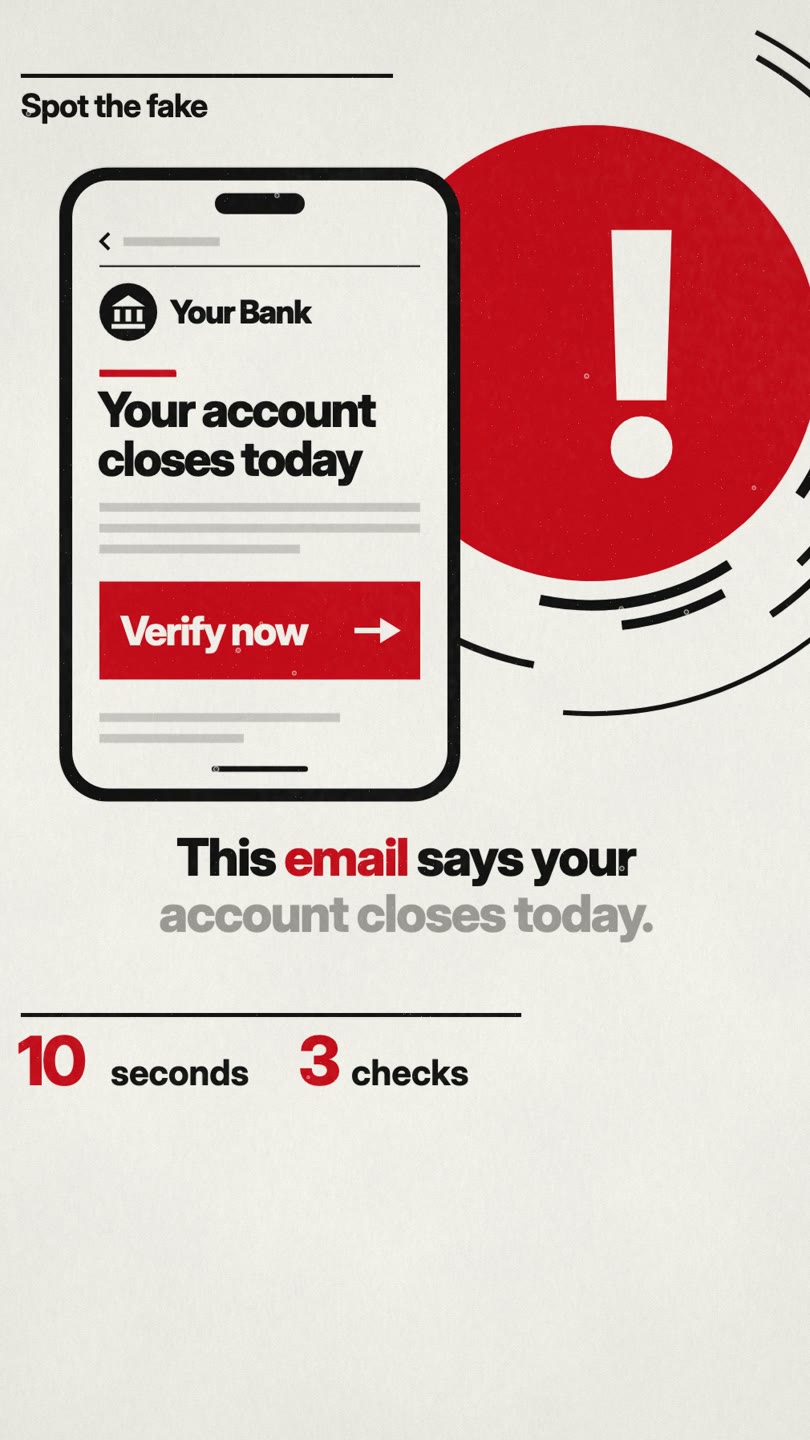 Spot the fake
Your Bank
Your account
closes today
Verify now
!
This email says your
account closes today.
10 seconds 3 checks